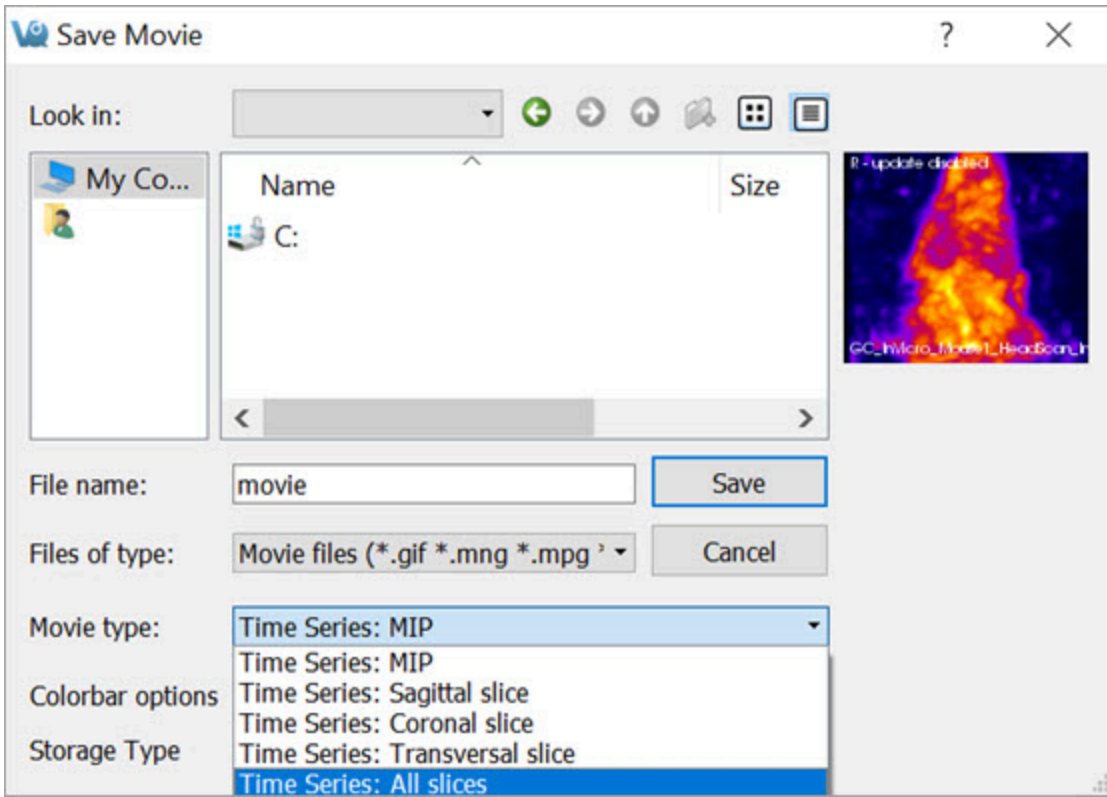 Save Movie
?
Look in:
My Co...
Name
Size
C:
R - update disabled
GC_InMicro_Mouse1_HeadScan_In
File name:
movie
Save
Files of type:
Movie files (*.gif *.mng *.mpg
Cancel
Movie type:
Time Series: MIP
Time Series: MIP
Time Series: Sagittal slice
Colorbar options
Time Series: Coronal slice
Storage Type
Time Series: Transversal slice
Time Series: All slices